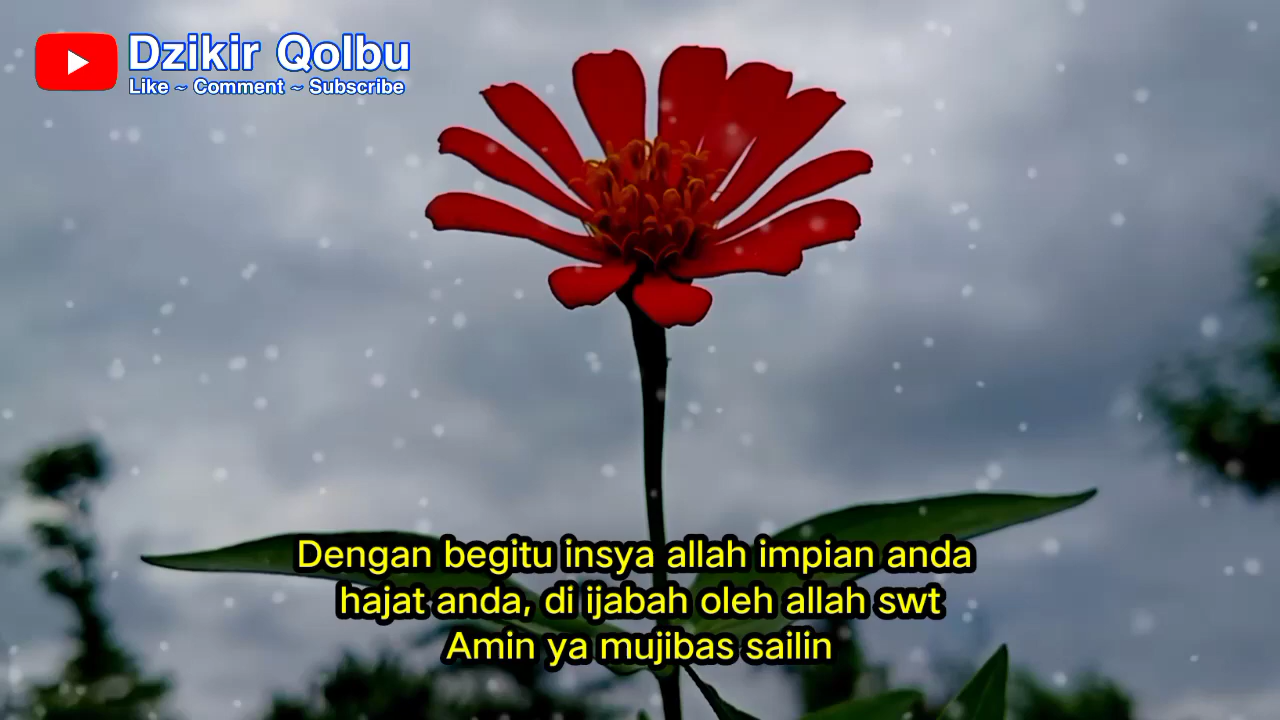 Dzikir Qolbu
Like ~ Comment ~ Subscribe
Dengan begitu insya allah impian anda
hajat anda, di ijabah oleh allah swt
Amin ya mujibas sailin